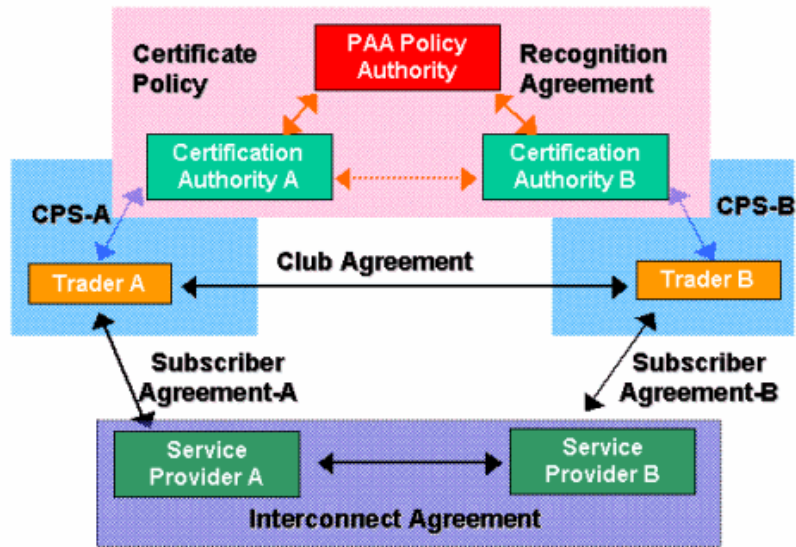 Certificate
Policy
PAA Policy
Authority
Recognition
Agreement
Certification
Authority A
Certification
Authority B
CPS-A
CPS-B
Club Agreement
Trader A
Trader B
Subscriber
Agreement-A
Subscriber
Agreement-B
Service
Provider A
Service
Provider B
Interconnect Agreement